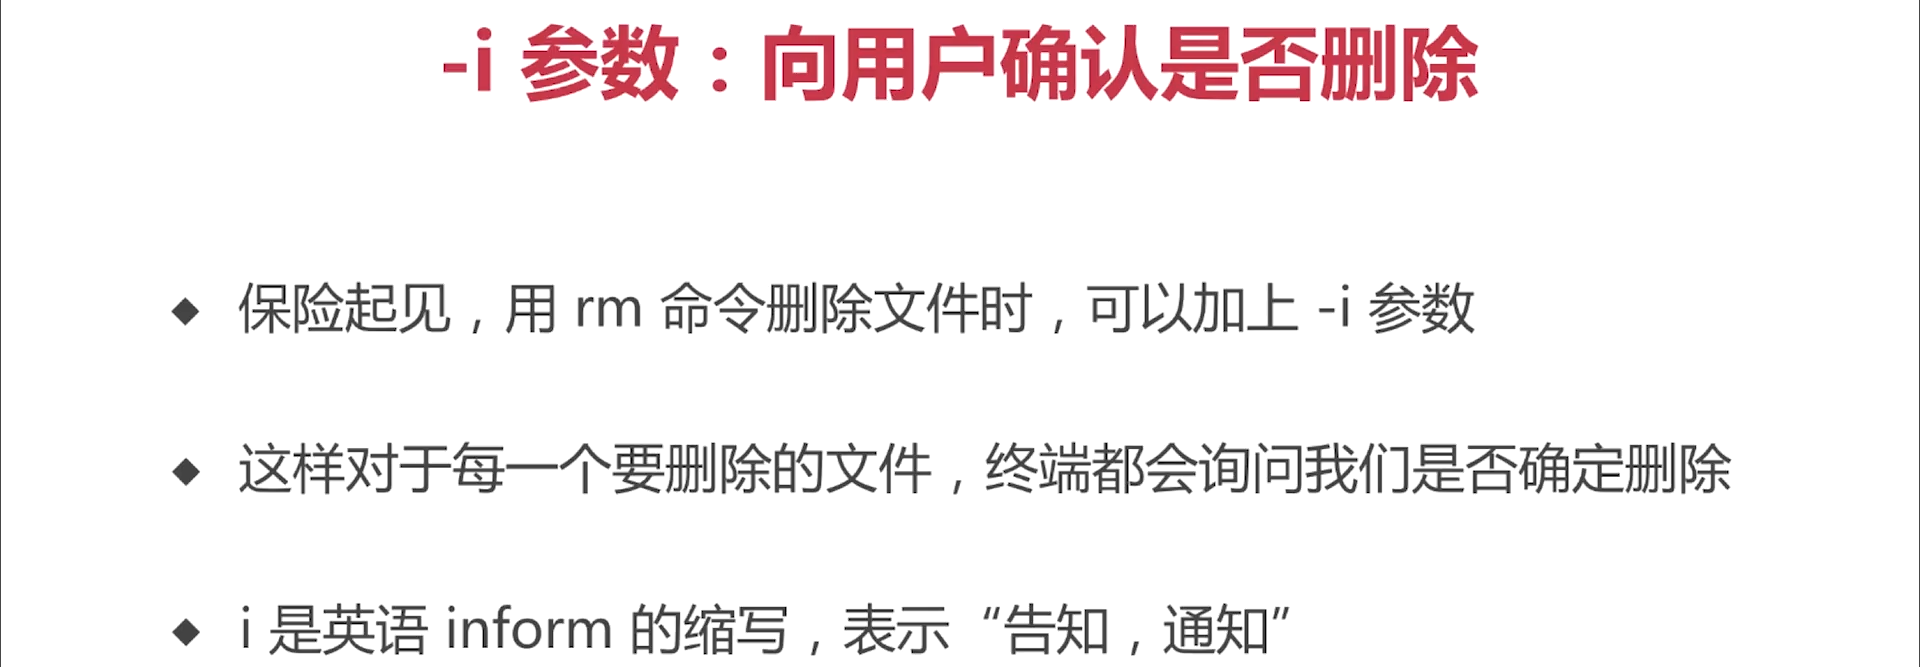 -i 参数：向用户确认是否删除
◆ 保险起见，用 rm 命令删除文件时，可以加上 -i 参数
◆ 这样对于每一个要删除的文件，终端都会询问我们是否确定删除
◆ i 是英语 inform 的缩写，表示“告知，通知”